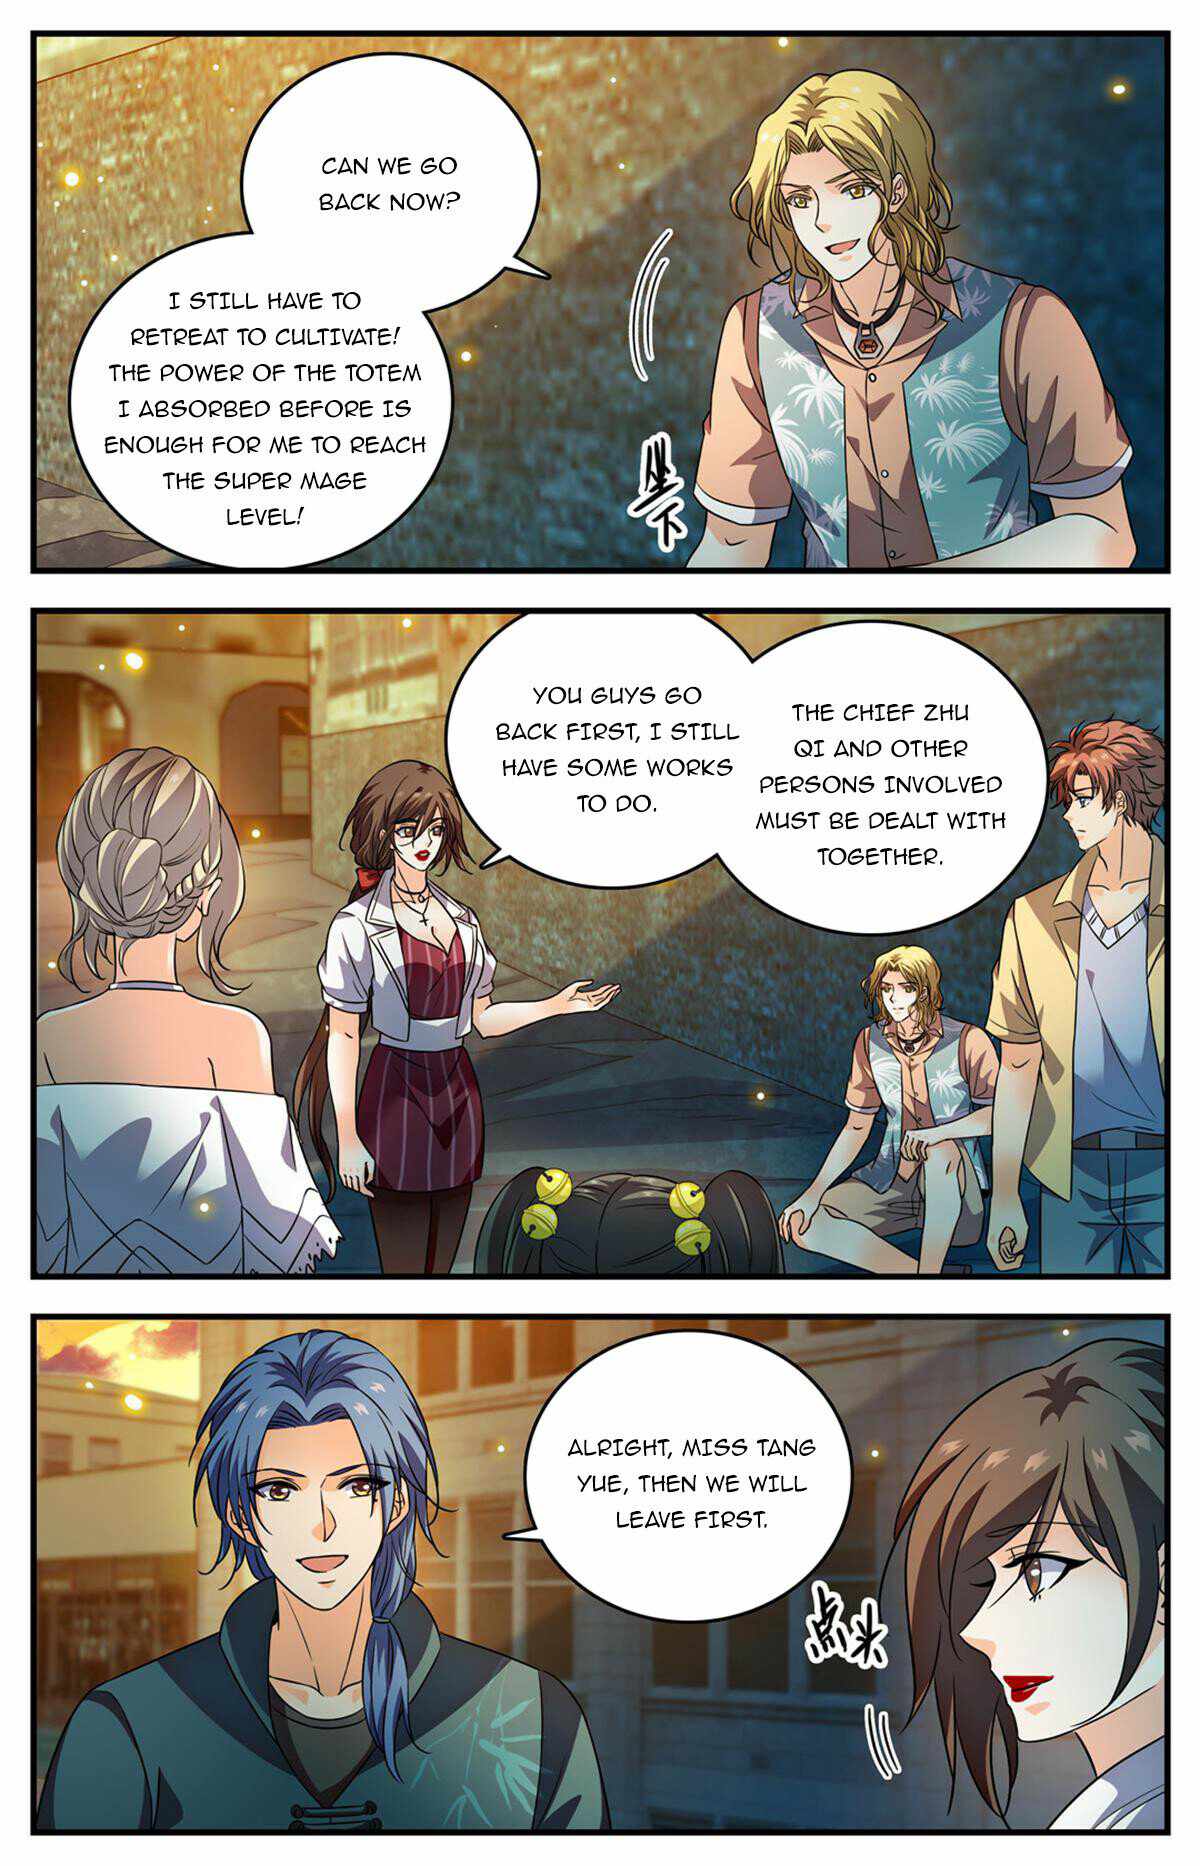 CAN WE GO
BACK NOW?
I STILL HAVE TO
RETREAT TO CULTIVATE!
THE POWER OF THE TOTEM
I ABSORBED BEFORE IS
ENOUGH FOR ME TO REACH
THE SUPER MAGE
LEVEL!
坐下
YOU GUYS GO
BACK FIRST, I STILL
HAVE SOME WORKS
TO DO.
THE CHIEF ZHU
QI AND OTHER
PERSONS INVOLVED
MUST BE DEALT WITH
TOGETHER.
ALRIGHT, MISS TANG
YUE, THEN WE WILL
LEAVE FIRST.
点头